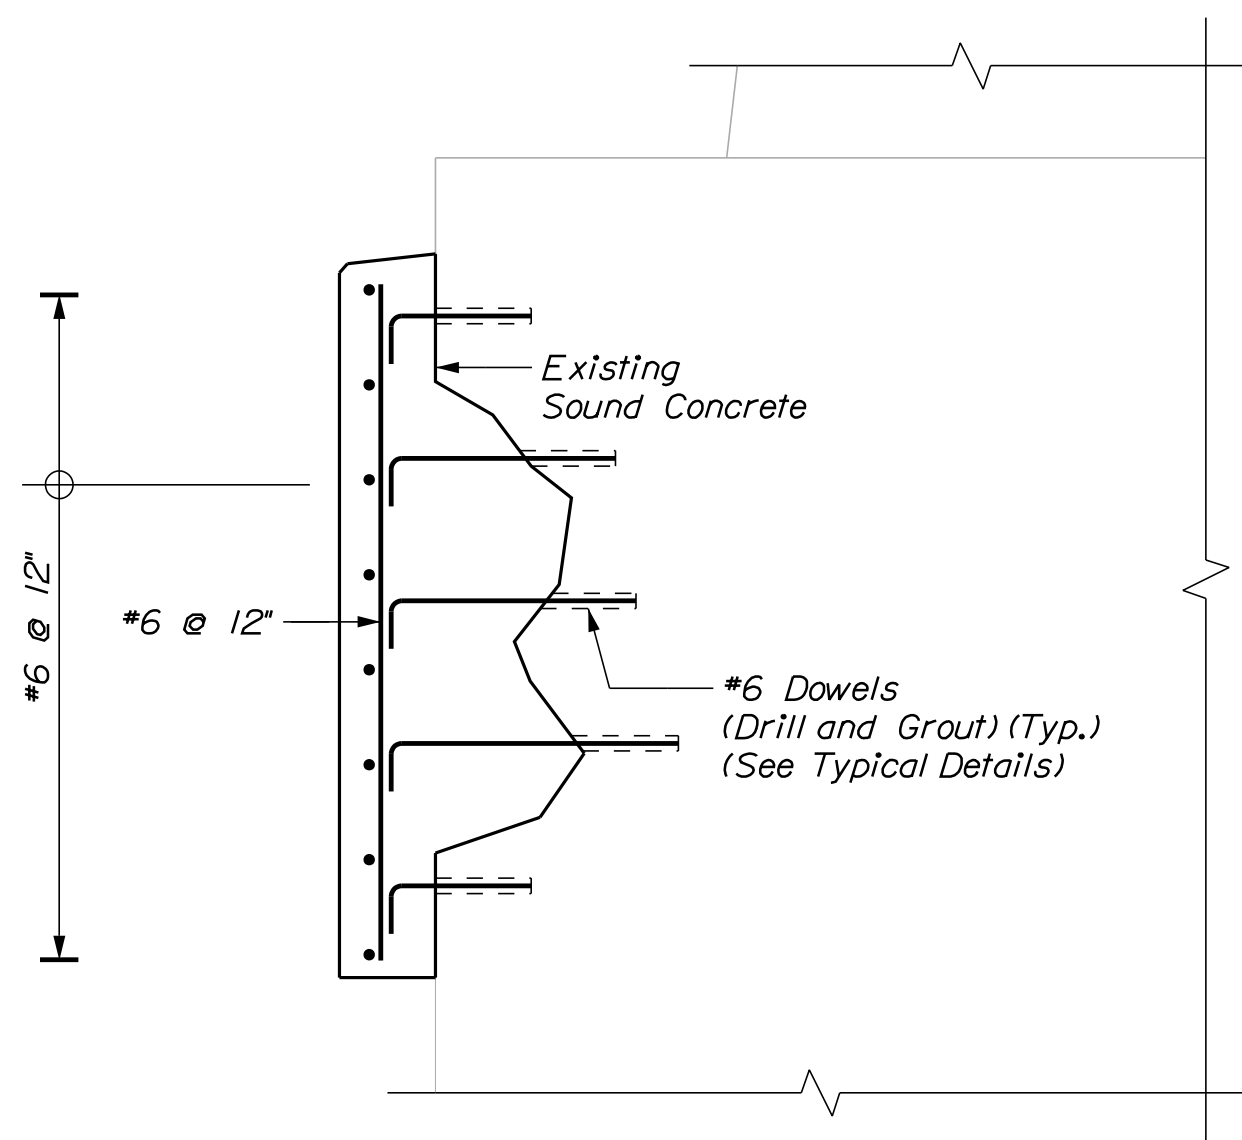 Existing
Sound Concrete
#6 @ 12"
#6 @ 12"
#6 Dowels
(Drill and Grout) (Typ.)
(See Typical Details)